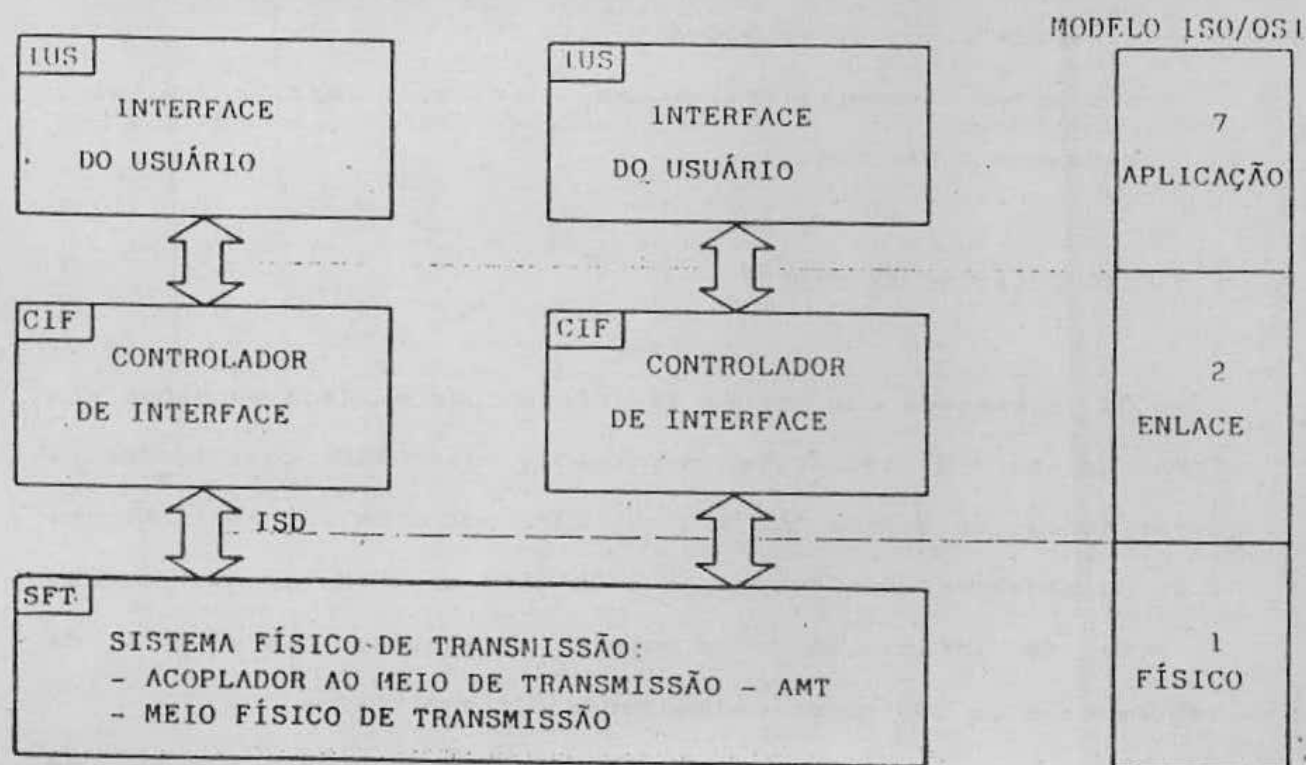 MODELO ISO/OSI
IUS
INTERFACE
DO USUÁRIO
IUS
INTERFACE
DO USUÁRIO
7
APLICAÇÃO
CIF
CONTROLADOR
DE INTERFACE
CIF
CONTROLADOR
DE INTERFACE
2
ENLACE
ISD
SFT
SISTEMA FÍSICO DE TRANSMISSÃO:
- ACOPLADOR AO MEIO DE TRANSMISSÃO - AMT
- MEIO FÍSICO DE TRANSMISSÃO
1
FÍSICO